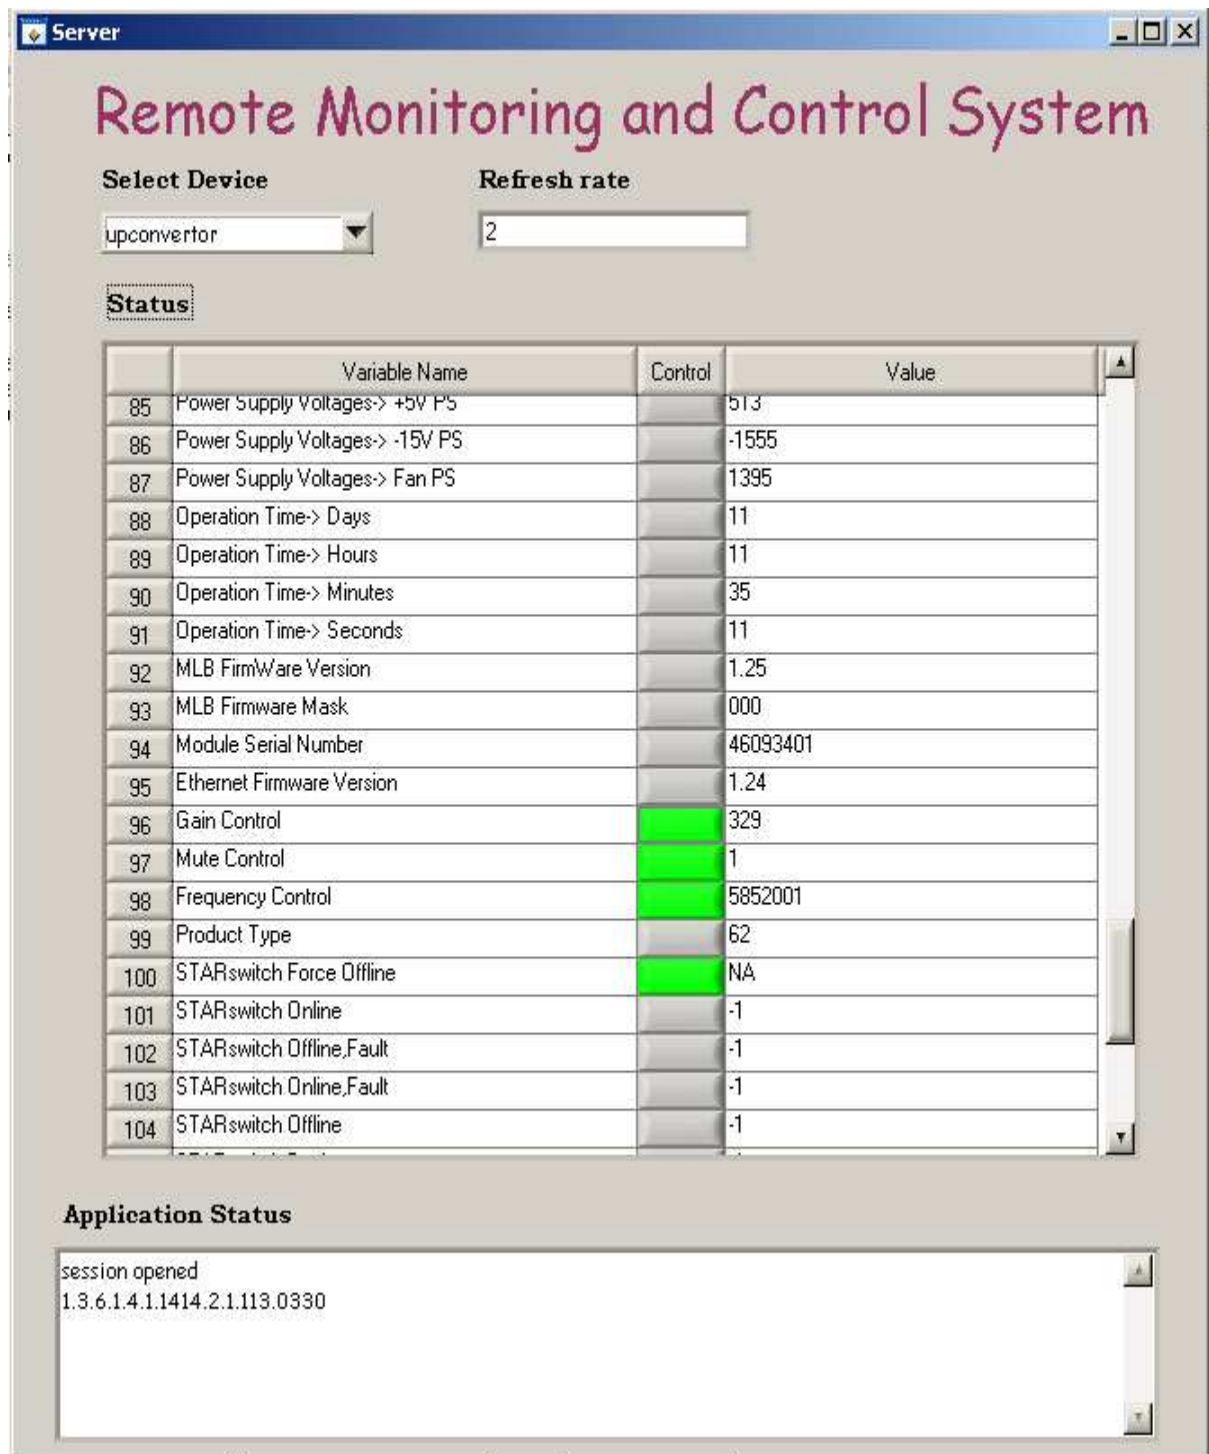 Server
Remote Monitoring and Control System
Select Device Refresh rate
upconvertor 2
Status
Variable Name Control Value
85 Power Supply Voltages-> +5V PS 513
86 Power Supply Voltages-> -15V PS -1555
87 Power Supply Voltages-> Fan PS 1395
88 Operation Time-> Days 11
89 Operation Time-> Hours 11
90 Operation Time-> Minutes 35
91 Operation Time-> Seconds 11
92 MLB FirmWare Version 1.25
93 MLB Firmware Mask 000
94 Module Serial Number 46093401
95 Ethernet Firmware Version 1.24
96 Gain Control 329
97 Mute Control 1
98 Frequency Control 5852001
99 Product Type 62
100 STARswitch Force Offline NA
101 STARswitch Online -1
102 STARswitch Offline,Fault -1
103 STARswitch Online,Fault -1
104 STARswitch Offline -1
Application Status
session opened
1.3.6.1.4.1.1414.2.1.113.0330